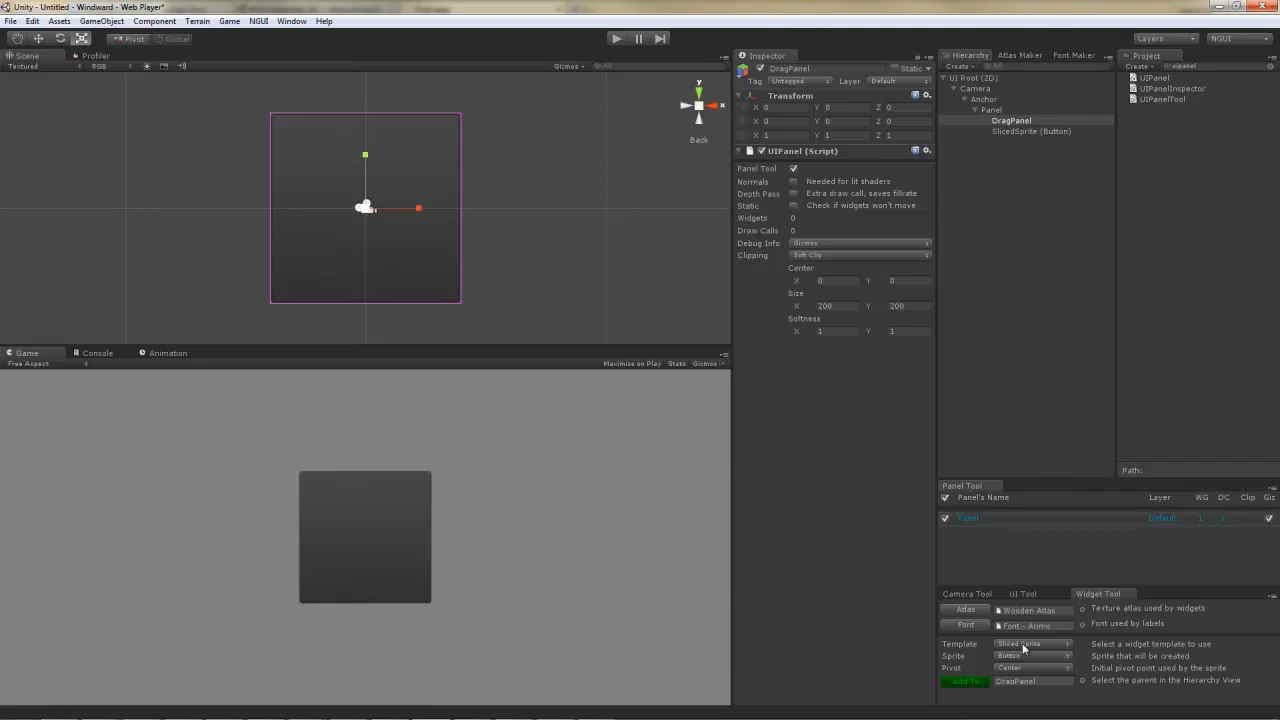 Unity - Untitled - Windward - Web Player*
File Edit Assets GameObject Component Terrain Game NGUI Window Help
Pivot Global Layers NGUI
Scene Profiler
Textured RGB Gizmos All
y
x
Back
Game Console Animation
Free Aspect Maximize on Play Stats Gizmos
Inspector
DragPanel Static
Tag Untagged Layer Default
Transform
X 0 Y 0 Z 0
X 0 Y 0 Z 0
X 1 Y 1 Z 1
UIPanel (Script)
Panel Tool
Normals Needed for lit shaders
Depth Pass Extra draw call, saves fillrate
Static Check if widgets won't move
Widgets 0
Draw Calls 0
Debug Info Gizmos
Clipping Soft Clip
Center
X 0 Y 0
Size
X 200 Y 200
Softness
X 1 Y 1
Hierarchy Atlas Maker Font Maker
Create All
UI Root (2D)
Camera
Anchor
Panel
DragPanel
SlicedSprite (Button)
Project
Create uipanel
UIPanel
UIPanelInspector
UIPanelTool
Path:
Panel Tool
Panel's Name Layer WG DC Clip Giz
Panel Default 1 1
Camera Tool UI Tool Widget Tool
Atlas Wooden Atlas Texture atlas used by widgets
Font Font - Arimo Font used by labels
Template Sliced Sprite Select a widget template to use
Sprite Button Sprite that will be created
Pivot Center Initial pivot point used by the sprite
Add To DragPanel Select the parent in the Hierarchy View